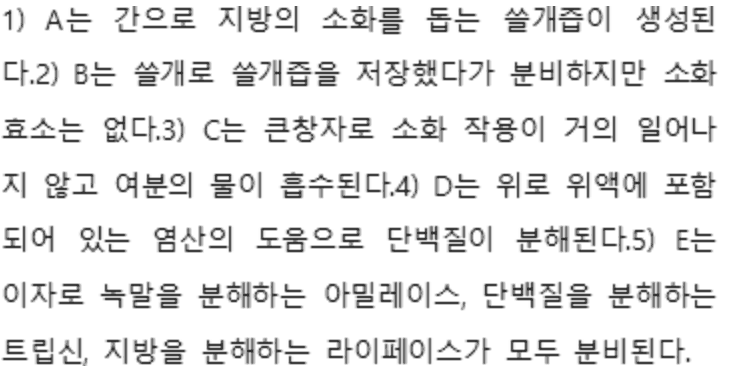 1) A는 간으로 지방의 소화를 돕는 쓸개즙이 생성된
다.2) B는 쓸개로 쓸개즙을 저장했다가 분비하지만 소화
효소는 없다.3) C는 큰창자로 소화 작용이 거의 일어나
지 않고 여분의 물이 흡수된다.4) D는 위로 위액에 포함
되어 있는 염산의 도움으로 단백질이 분해된다.5) E는
이자로 녹말을 분해하는 아밀레이스, 단백질을 분해하는
트립신, 지방을 분해하는 라이페이스가 모두 분비된다.